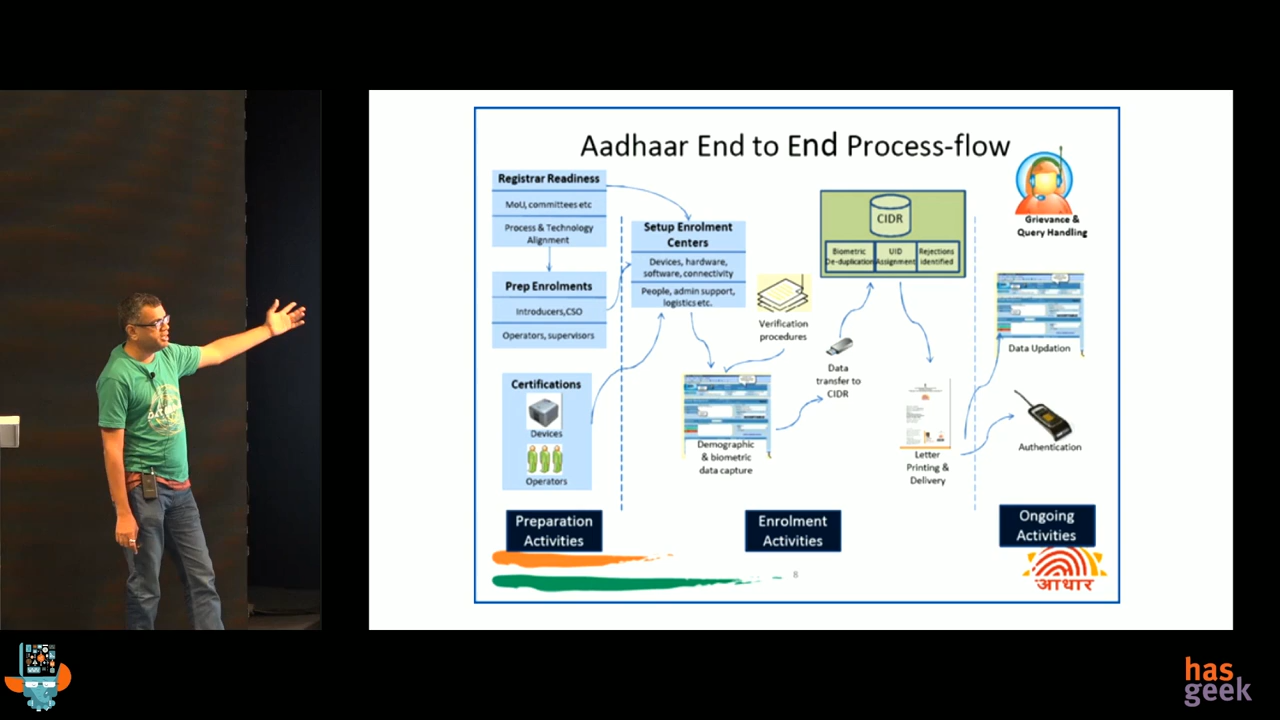 Aadhaar End to End Process-flow
Registrar Readiness
MoU, committees etc
Process & Technology
Alignment
Prep Enrolments
Introducers,CSO
Operators, supervisors
Certifications
Devices
Operators
Setup Enrolment
Centers
Devices, hardware,
software, connectivity
People, admin support,
logistics etc.
Verification
procedures
Demographic
& biometric
data capture
Data
transfer to
CIDR
CIDR
Biometric
De-duplication
UID
Assignment
Rejections
identified
Letter
Printing &
Delivery
Grievance &
Query Handling
Data Updation
Authentication
Preparation
Activities
Enrolment
Activities
Ongoing
Activities
8
आधार
has
geek